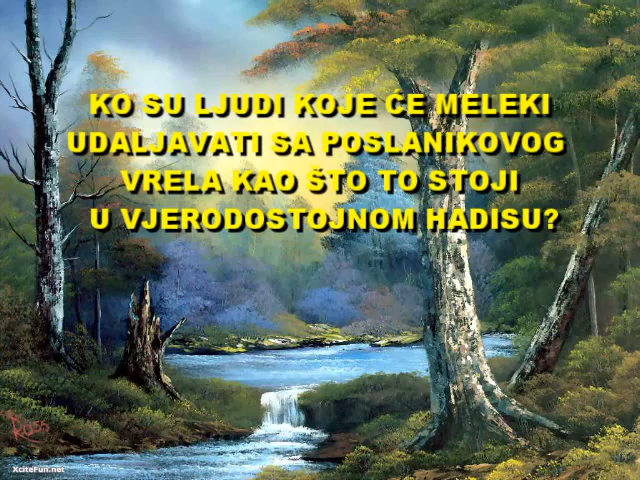 KO SU LJUDI KOJE ĆE MELEKI
UDALJAVATI SA POSLANIKOVOG
VRELA KAO ŠTO TO STOJI
U VJERODOSTOJNOM HADISU?
Ross
XciteFun.net